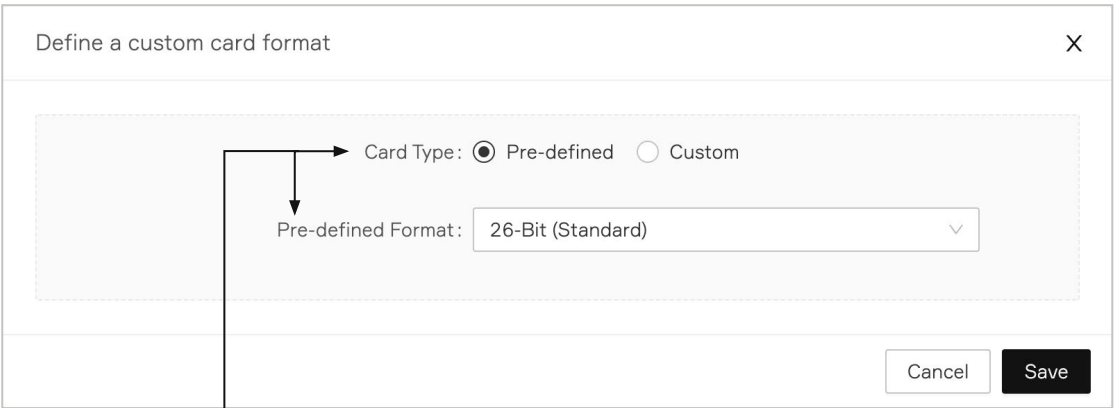 Define a custom card format X
Card Type: Pre-defined Custom
Pre-defined Format: 26-Bit (Standard)
Cancel Save